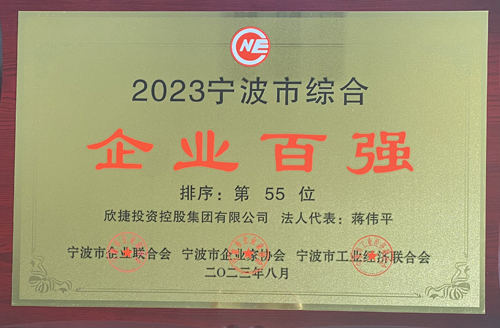 NE
2023宁波市综合
企业百强
排序：第 55 位
欣捷投资控股集团有限公司 法人代表：蒋伟平
宁波市企业联合会 宁波市企业家协会 宁波市工业经济联合会
二〇二三年八月